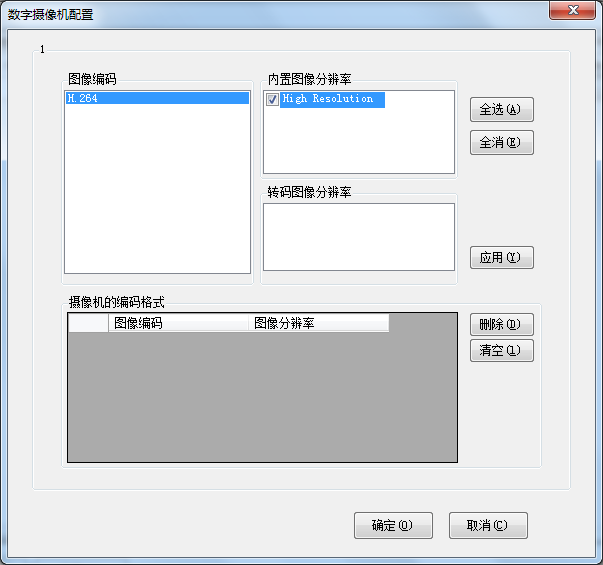 数字摄像机配置
1
图像编码
H.264
内置图像分辨率
High Resolution
全选(A)
全消(E)
转码图像分辨率
应用(Y)
摄像机的编码格式
图像编码 图像分辨率
删除(D)
清空(L)
确定(O)
取消(C)